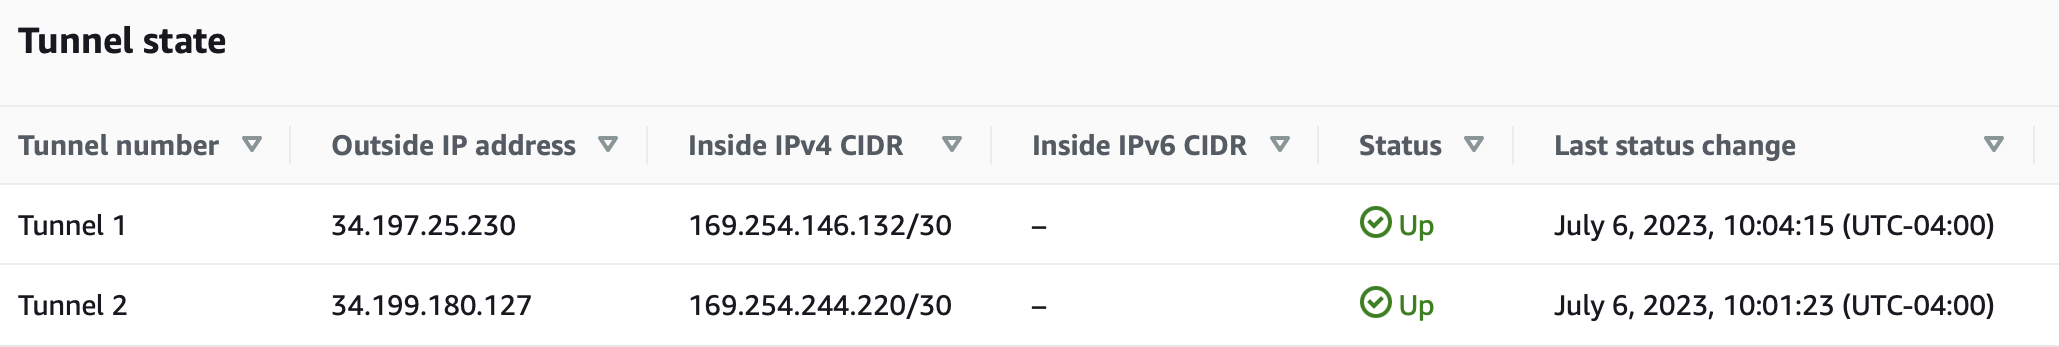 Tunnel state
Tunnel number Outside IP address Inside IPv4 CIDR Inside IPv6 CIDR Status Last status change
Tunnel 1 34.197.25.230 169.254.146.132/30 – Up July 6, 2023, 10:04:15 (UTC-04:00)
Tunnel 2 34.199.180.127 169.254.244.220/30 – Up July 6, 2023, 10:01:23 (UTC-04:00)